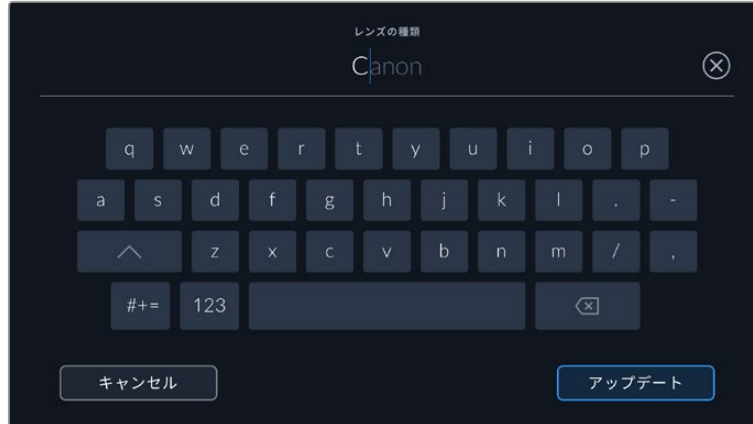 レンズの種類
Canon
q w e r t y u i o p
a s d f g h j k l . -
z x c v b n m / ,
#+= 123
キャンセル アップデート